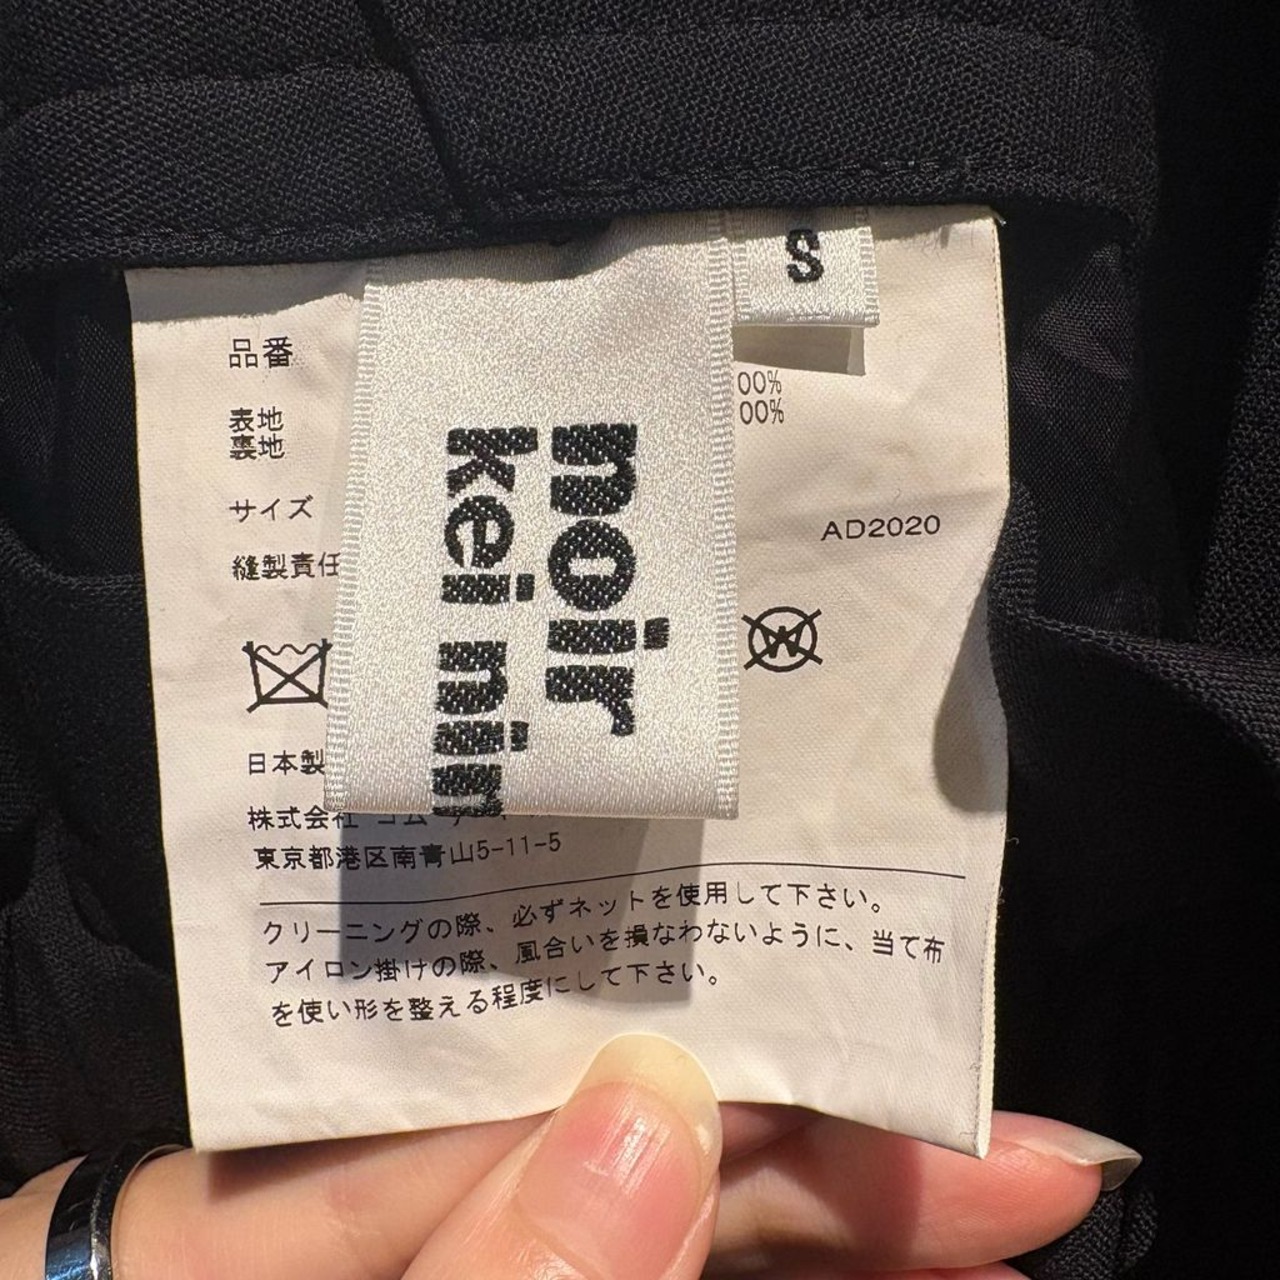 S
noir
kei nin
品番
表地 00%
裏地 00%
サイズ
AD2020
縫製責任
W
日本製
株式会社 コム
東京都港区南青山5-11-5
クリーニングの際、必ずネットを使用して下さい。
アイロン掛けの際、風合いを損なわないように、当て布
を使い形を整える程度にして下さい。